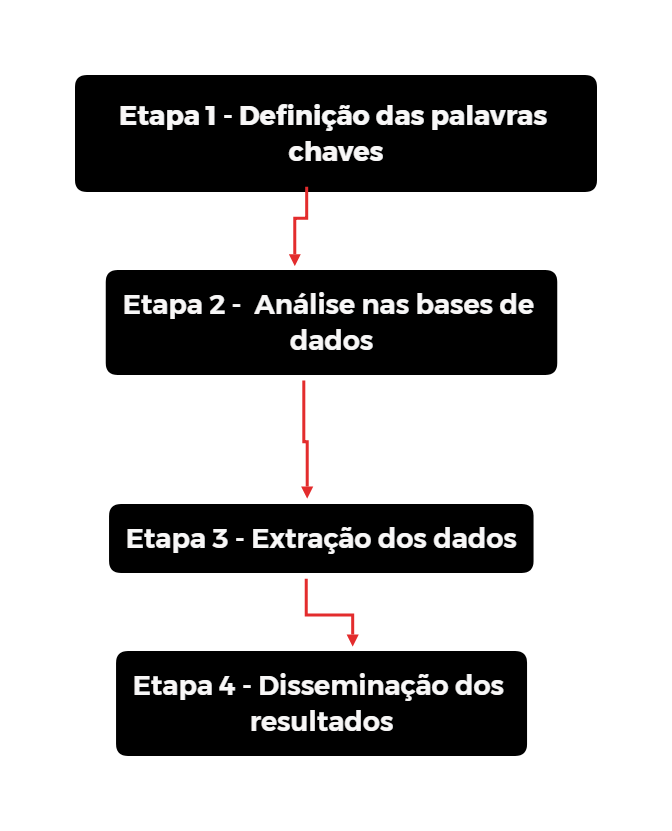 Etapa 1 - Definição das palavras
chaves
Etapa 2 -  Análise nas bases de
dados
Etapa 3 - Extração dos dados
Etapa 4 - Disseminação dos
resultados